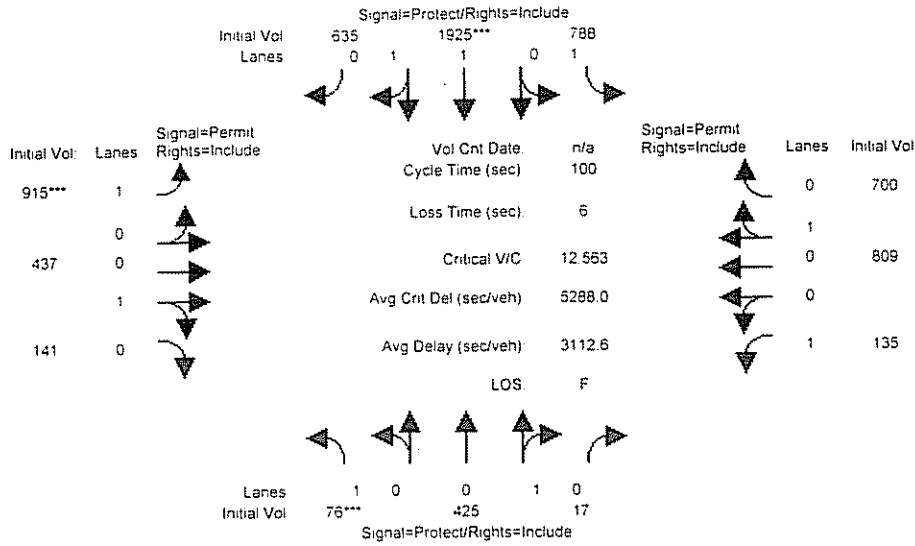 Signal=Protect/Rights=Include
Initial Vol 635 1925*** 788
Lanes 0 1 1 0 1
Signal=Permit
Rights=Include
Initial Vol: Lanes
915*** 1
0
437 0
1
141 0
Vol Cnt Date. n/a
Cycle Time (sec) 100
Loss Time (sec). 6
Critical V/C 12.563
Avg Crit Del (sec/veh) 5288.0
Avg Delay (sec/veh) 3112.6
LOS. F
Signal=Permit
Rights=Include
Lanes Initial Vol
0 700
1
0 809
0
1 135
Lanes 1 0 0 1 0
Initial Vol 76*** 425 17
Signal=Protect/Rights=Include